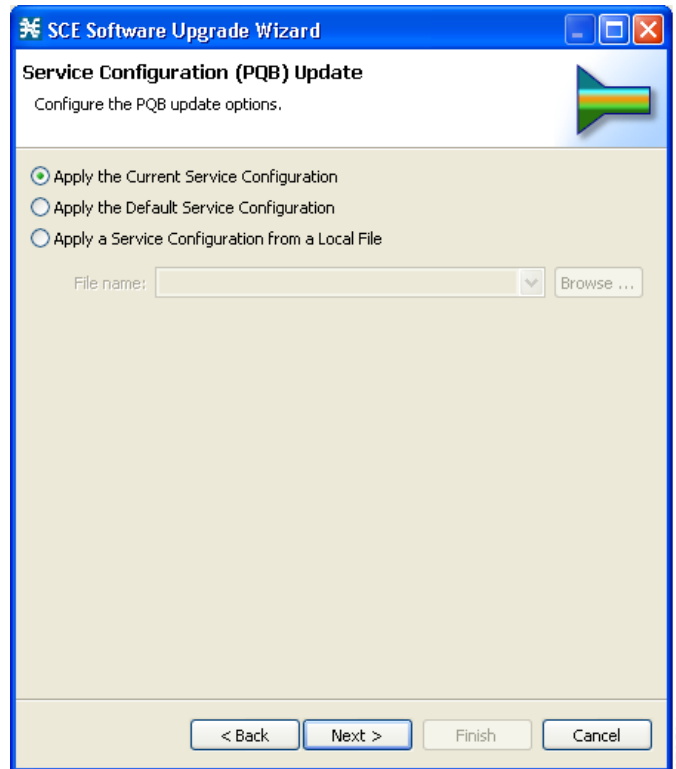 SCE Software Upgrade Wizard
Service Configuration (PQB) Update
Configure the PQB update options.
Apply the Current Service Configuration
Apply the Default Service Configuration
Apply a Service Configuration from a Local File
File name: Browse ...
< Back Next > Finish Cancel